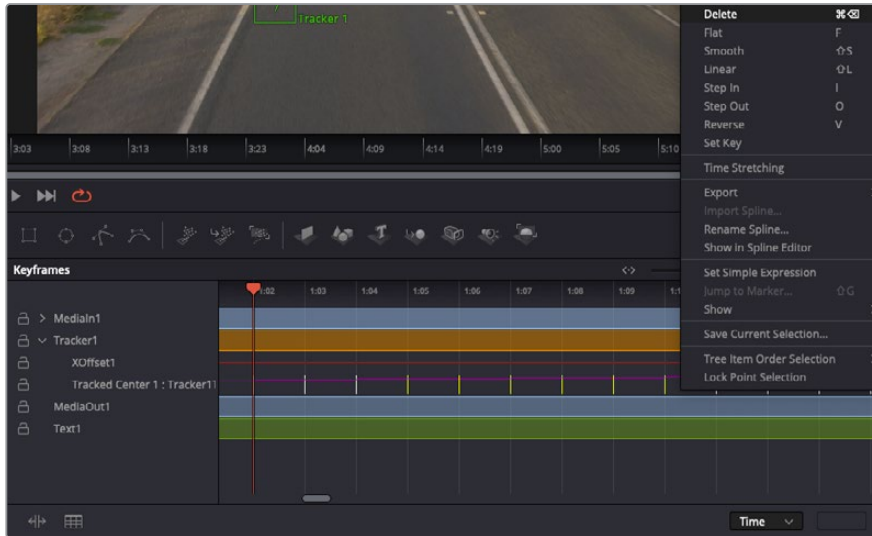 Tracker 1
Delete ⌘⌫
Flat F
Smooth ⇧S
Linear ⇧L
Step In I
Step Out O
Reverse V
Set Key
Time Stretching
Export
Import Spline...
Rename Spline...
Show in Spline Editor
Set Simple Expression
Jump to Marker... ⇧G
Show
Save Current Selection...
Tree Item Order Selection
Lock Point Selection
3:03 3:08 3:13 3:18 3:23 4:04 4:09 4:14 4:19 5:00 5:05 5:10
Keyframes
1:02 1:03 1:04 1:05 1:06 1:07 1:08 1:09
MediaIn1
Tracker1
XOffset1
Tracked Center 1 : Tracker11
MediaOut1
Text1
Time